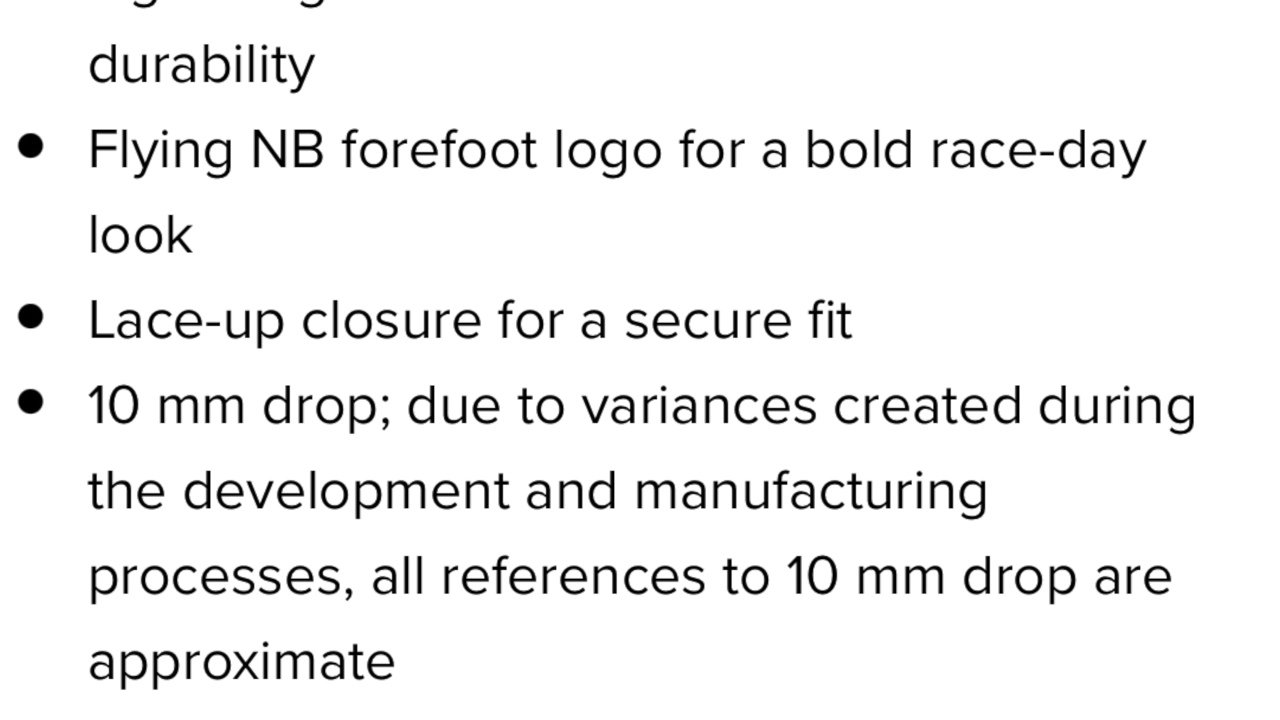 durability
• Flying NB forefoot logo for a bold race-day
look
• Lace-up closure for a secure fit
• 10 mm drop; due to variances created during
the development and manufacturing
processes, all references to 10 mm drop are
approximate